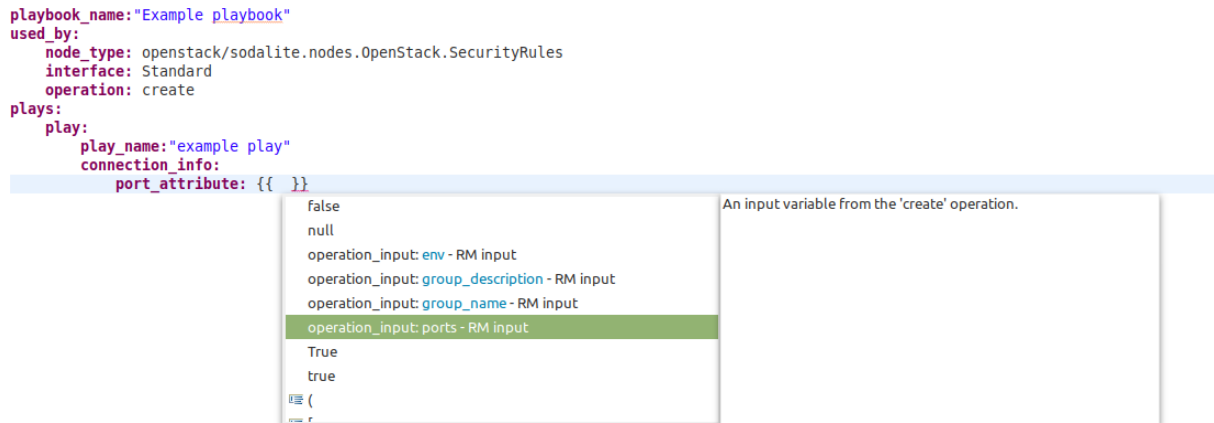 playbook_name:"Example playbook"
used_by:
    node_type: openstack/sodalite.nodes.OpenStack.SecurityRules
    interface: Standard
    operation: create
plays:
    play:
        play_name:"example play"
        connection_info:
            port_attribute: {{  }}
false
An input variable from the 'create' operation.
null
operation_input: env - RM input
operation_input: group_description - RM input
operation_input: group_name - RM input
operation_input: ports - RM input
True
true
(
[